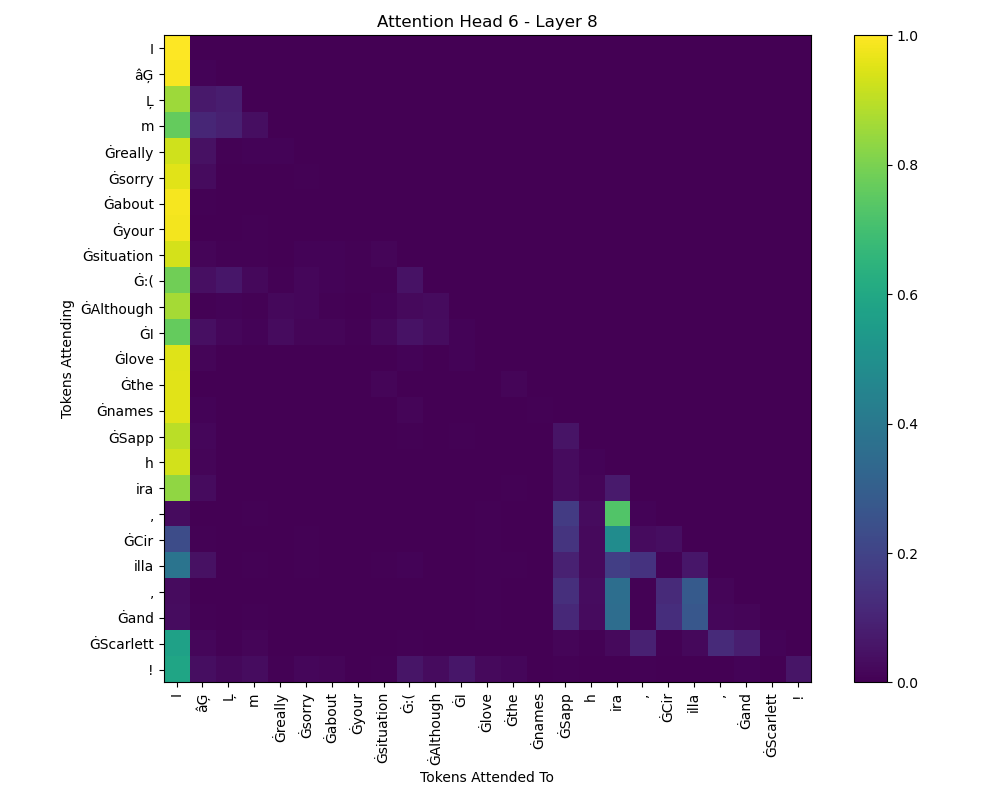 Attention Head 6 - Layer 8
Tokens Attending
I
âĢ
Ļ
m
Ġreally
Ġsorry
Ġabout
Ġyour
Ġsituation
Ġ:(
ĠAlthough
ĠI
Ġlove
Ġthe
Ġnames
ĠSapp
h
ira
,
ĠCir
illa
,
Ġand
ĠScarlett
!
I
âĢ
Ļ
m
Ġreally
Ġsorry
Ġabout
Ġyour
Ġsituation
Ġ:(
ĠAlthough
ĠI
Ġlove
Ġthe
Ġnames
ĠSapp
h
ira
,
ĠCir
illa
,
Ġand
ĠScarlett
!
Tokens Attended To
1.0
0.8
0.6
0.4
0.2
0.0